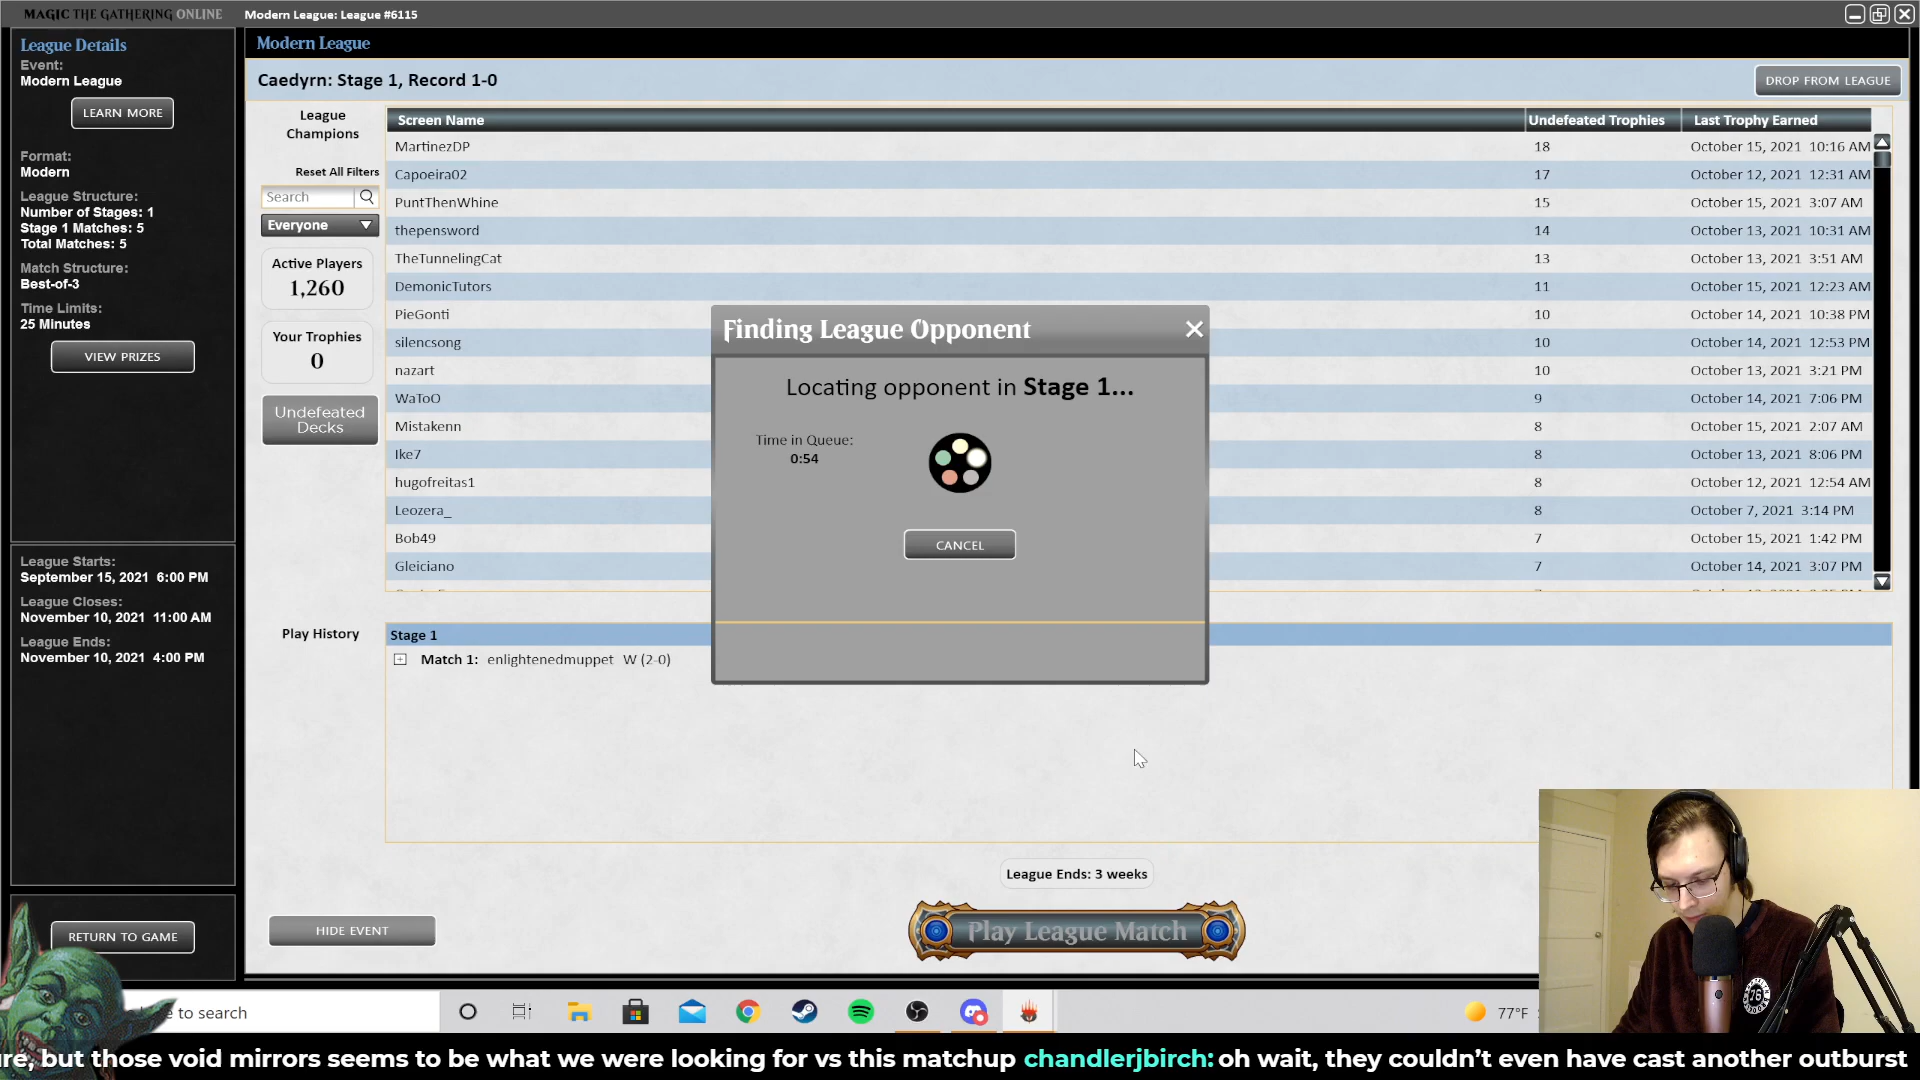 MAGIC THE GATHERING ONLINE
Modern League: League #6115
League Details
Event:
Modern League
LEARN MORE
Format:
Modern
League Structure:
Number of Stages: 1
Stage 1 Matches: 5
Total Matches: 5
Match Structure:
Best-of-3
Time Limits:
25 Minutes
VIEW PRIZES
League Starts:
September 15, 2021 6:00 PM
League Closes:
November 10, 2021 11:00 AM
League Ends:
November 10, 2021 4:00 PM
RETURN TO GAME
Modern League
Caedyrn: Stage 1, Record 1-0
DROP FROM LEAGUE
League
Champions
Reset All Filters
Search
Everyone
Active Players
1,260
Your Trophies
0
Undefeated
Decks
Screen Name Undefeated Trophies Last Trophy Earned
MartinezDP 18 October 15, 2021 10:16 AM
Capoeira02 17 October 12, 2021 12:31 AM
PuntThenWhine 15 October 15, 2021 3:07 AM
thepensword 14 October 13, 2021 10:31 AM
TheTunnelingCat 13 October 13, 2021 3:51 AM
DemonicTutors 11 October 15, 2021 12:23 AM
PieGonti 10 October 14, 2021 10:38 PM
silencsong 10 October 14, 2021 12:53 PM
nazart 10 October 13, 2021 3:21 PM
WaToO 9 October 14, 2021 7:06 PM
Mistakenn 8 October 15, 2021 2:07 AM
Ike7 8 October 13, 2021 8:06 PM
hugofreitas1 8 October 12, 2021 12:54 AM
Leozera_ 8 October 7, 2021 3:14 PM
Bob49 7 October 15, 2021 1:42 PM
Gleiciano 7 October 14, 2021 3:07 PM
Finding League Opponent
Locating opponent in Stage 1...
Time in Queue:
0:54
CANCEL
Play History
Stage 1
Match 1: enlightenedmuppet W (2-0)
League Ends: 3 weeks
HIDE EVENT
Play League Match
e to search
77°F
76
re, but those void mirrors seems to be what we were looking for vs this matchup chandlerjbirch: oh wait, they couldn't even have cast another outburst